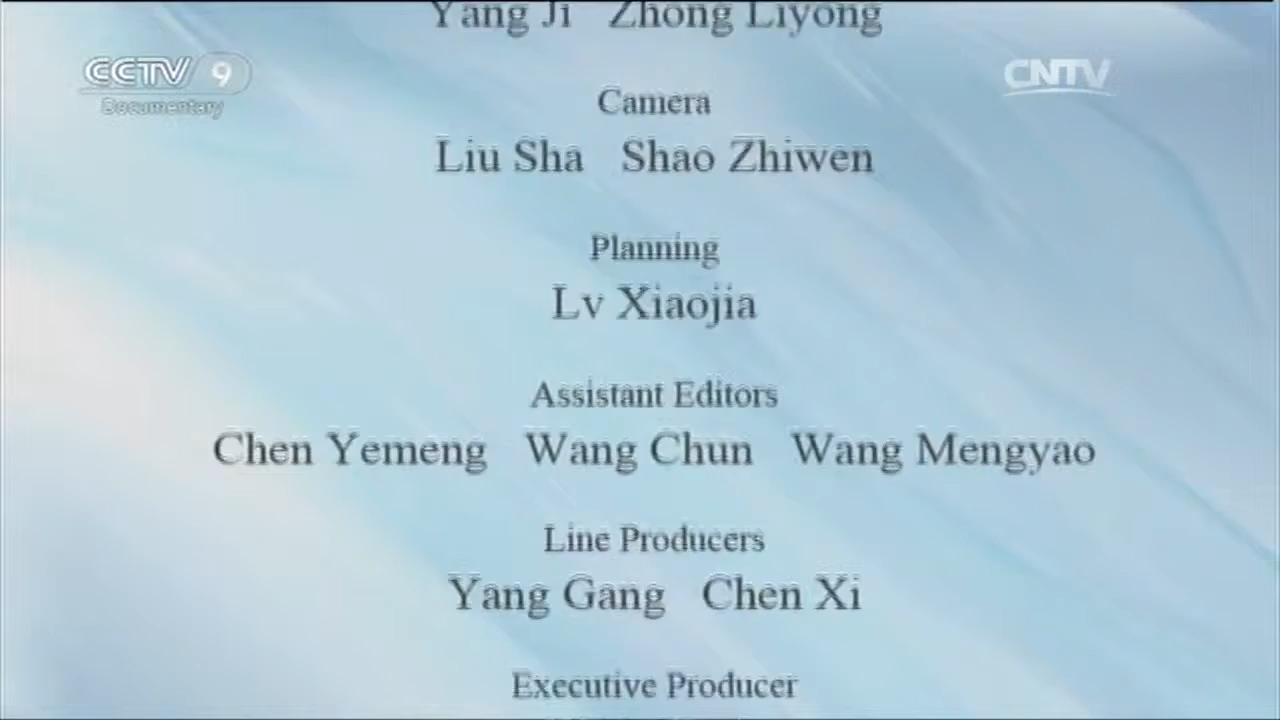 Yang Ji Zhong Liyong
CCTV 9
Documentary
CNTV
Camera
Liu Sha Shao Zhiwen
Planning
Lv Xiaojia
Assistant Editors
Chen Yemeng Wang Chun Wang Mengyao
Line Producers
Yang Gang Chen Xi
Executive Producer